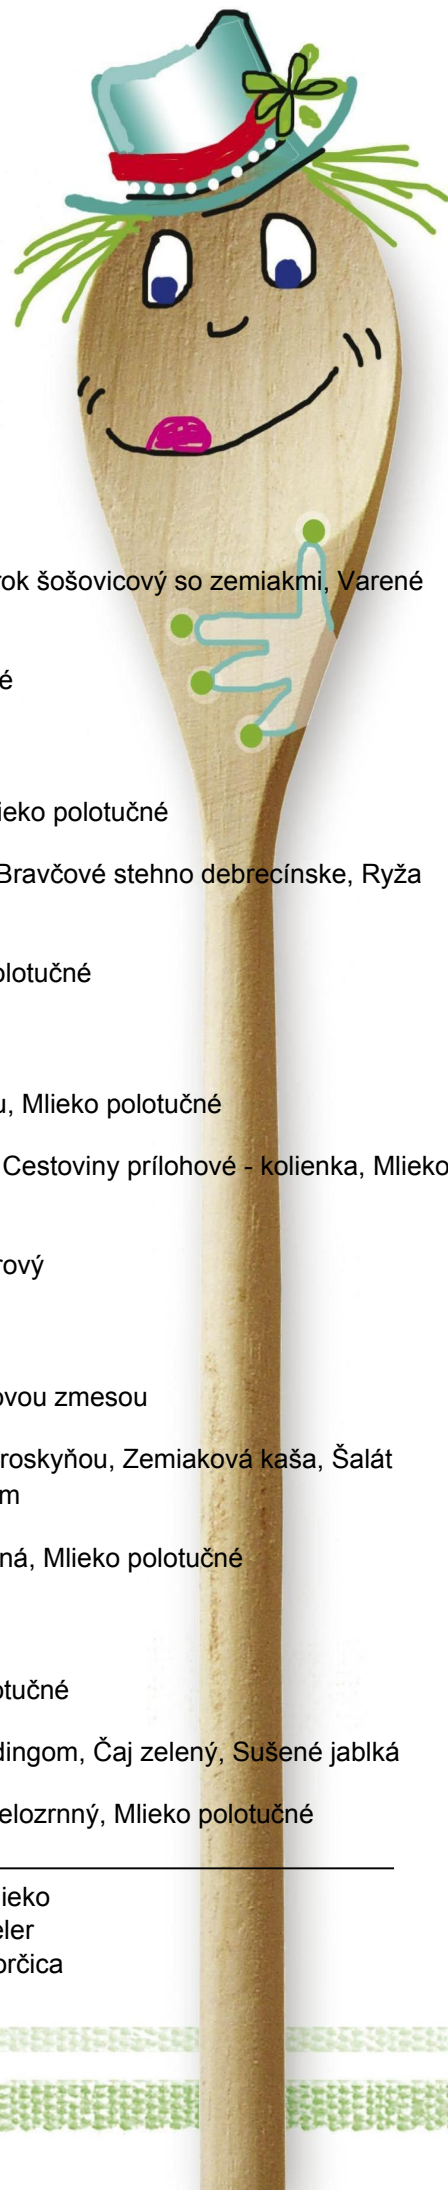 rok šošovicový so zemiakmi, Varené
é
ieko polotučné
Bravčové stehno debrecínske, Ryža
olotučné
u, Mlieko polotučné
Cestoviny prílohové - kolienka, Mlieko
rový
ovou zmesou
roskyňou, Zemiaková kaša, Šalát
m
ná, Mlieko polotučné
otučné
dingom, Čaj zelený, Sušené jablká
elozrnný, Mlieko polotučné
ieko
eler
orčica